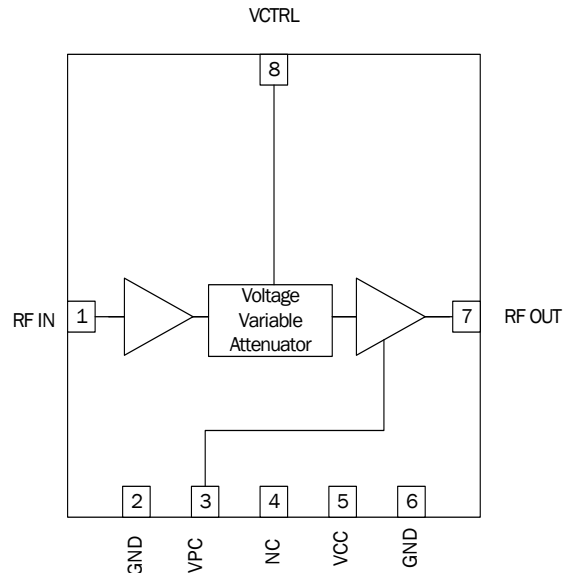 VCTRL
8
RF IN
1
Voltage
Variable
Attenuator
7
RF OUT
2
3
4
5
6
GND
VPC
NC
VCC
GND